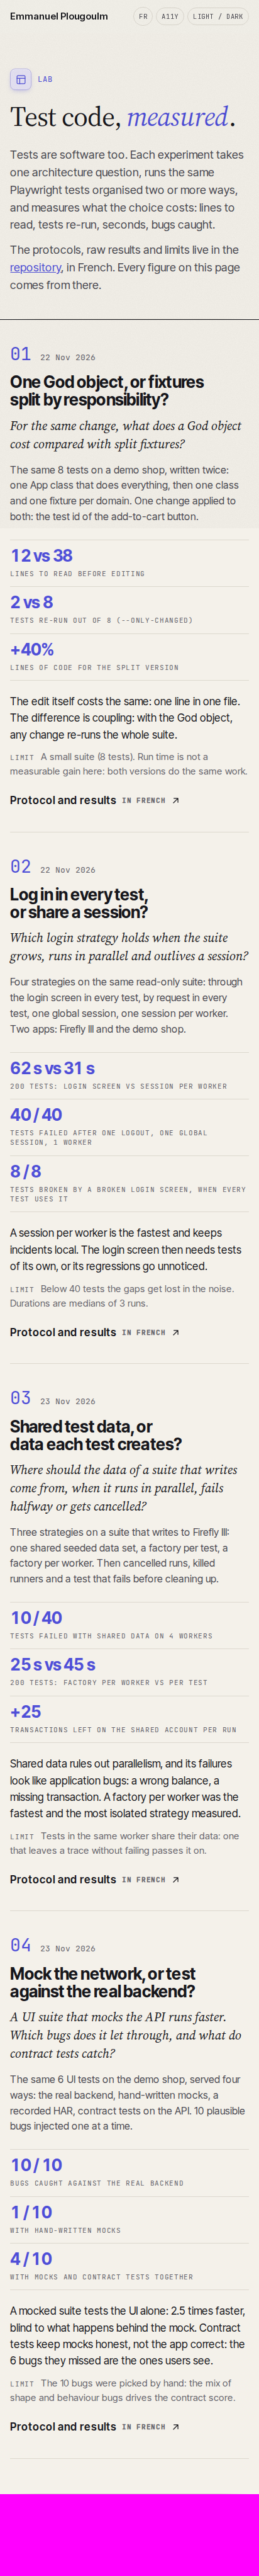 Emmanuel Plougoulm
FR
A11Y
LIGHT / DARK
LAB
Test code, measured.
Tests are software too. Each experiment takes
one architecture question, runs the same
Playwright tests organised two or more ways,
and measures what the choice costs: lines to
read, tests re-run, seconds, bugs caught.
The protocols, raw results and limits live in the
repository, in French. Every figure on this page
comes from there.
01 22 Nov 2026
One God object, or fixtures
split by responsibility?
For the same change, what does a God object
cost compared with split fixtures?
The same 8 tests on a demo shop, written twice:
one App class that does everything, then one class
and one fixture per domain. One change applied to
both: the test id of the add-to-cart button.
12 vs 38
LINES TO READ BEFORE EDITING
2 vs 8
TESTS RE-RUN OUT OF 8 (--ONLY-CHANGED)
+40%
LINES OF CODE FOR THE SPLIT VERSION
The edit itself costs the same: one line in one file.
The difference is coupling: with the God object,
any change re-runs the whole suite.
LIMIT A small suite (8 tests). Run time is not a
measurable gain here: both versions do the same work.
Protocol and results IN FRENCH ↗
02 22 Nov 2026
Log in in every test,
or share a session?
Which login strategy holds when the suite
grows, runs in parallel and outlives a session?
Four strategies on the same read-only suite: through
the login screen in every test, by request in every
test, one global session, one session per worker.
Two apps: Firefly III and the demo shop.
62 s vs 31 s
200 TESTS: LOGIN SCREEN VS SESSION PER WORKER
40 / 40
TESTS FAILED AFTER ONE LOGOUT, ONE GLOBAL
SESSION, 1 WORKER
8 / 8
TESTS BROKEN BY A BROKEN LOGIN SCREEN, WHEN EVERY
TEST USES IT
A session per worker is the fastest and keeps
incidents local. The login screen then needs tests
of its own, or its regressions go unnoticed.
LIMIT Below 40 tests the gaps get lost in the noise.
Durations are medians of 3 runs.
Protocol and results IN FRENCH ↗
03 23 Nov 2026
Shared test data, or
data each test creates?
Where should the data of a suite that writes
come from, when it runs in parallel, fails
halfway or gets cancelled?
Three strategies on a suite that writes to Firefly III:
one shared seeded data set, a factory per test, a
factory per worker. Then cancelled runs, killed
runners and a test that fails before cleaning up.
10 / 40
TESTS FAILED WITH SHARED DATA ON 4 WORKERS
25 s vs 45 s
200 TESTS: FACTORY PER WORKER VS PER TEST
+25
TRANSACTIONS LEFT ON THE SHARED ACCOUNT PER RUN
Shared data rules out parallelism, and its failures
look like application bugs: a wrong balance, a
missing transaction. A factory per worker was the
fastest and the most isolated strategy measured.
LIMIT Tests in the same worker share their data: one
that leaves a trace without failing passes it on.
Protocol and results IN FRENCH ↗
04 23 Nov 2026
Mock the network, or test
against the real backend?
A UI suite that mocks the API runs faster.
Which bugs does it let through, and what do
contract tests catch?
The same 6 UI tests on the demo shop, served four
ways: the real backend, hand-written mocks, a
recorded HAR, contract tests on the API. 10 plausible
bugs injected one at a time.
10 / 10
BUGS CAUGHT AGAINST THE REAL BACKEND
1 / 10
WITH HAND-WRITTEN MOCKS
4 / 10
WITH MOCKS AND CONTRACT TESTS TOGETHER
A mocked suite tests the UI alone: 2.5 times faster,
blind to what happens behind the mock. Contract
tests keep mocks honest, not the app correct: the
6 bugs they missed are the ones users see.
LIMIT The 10 bugs were picked by hand: the mix of
shape and behaviour bugs drives the contract score.
Protocol and results IN FRENCH ↗